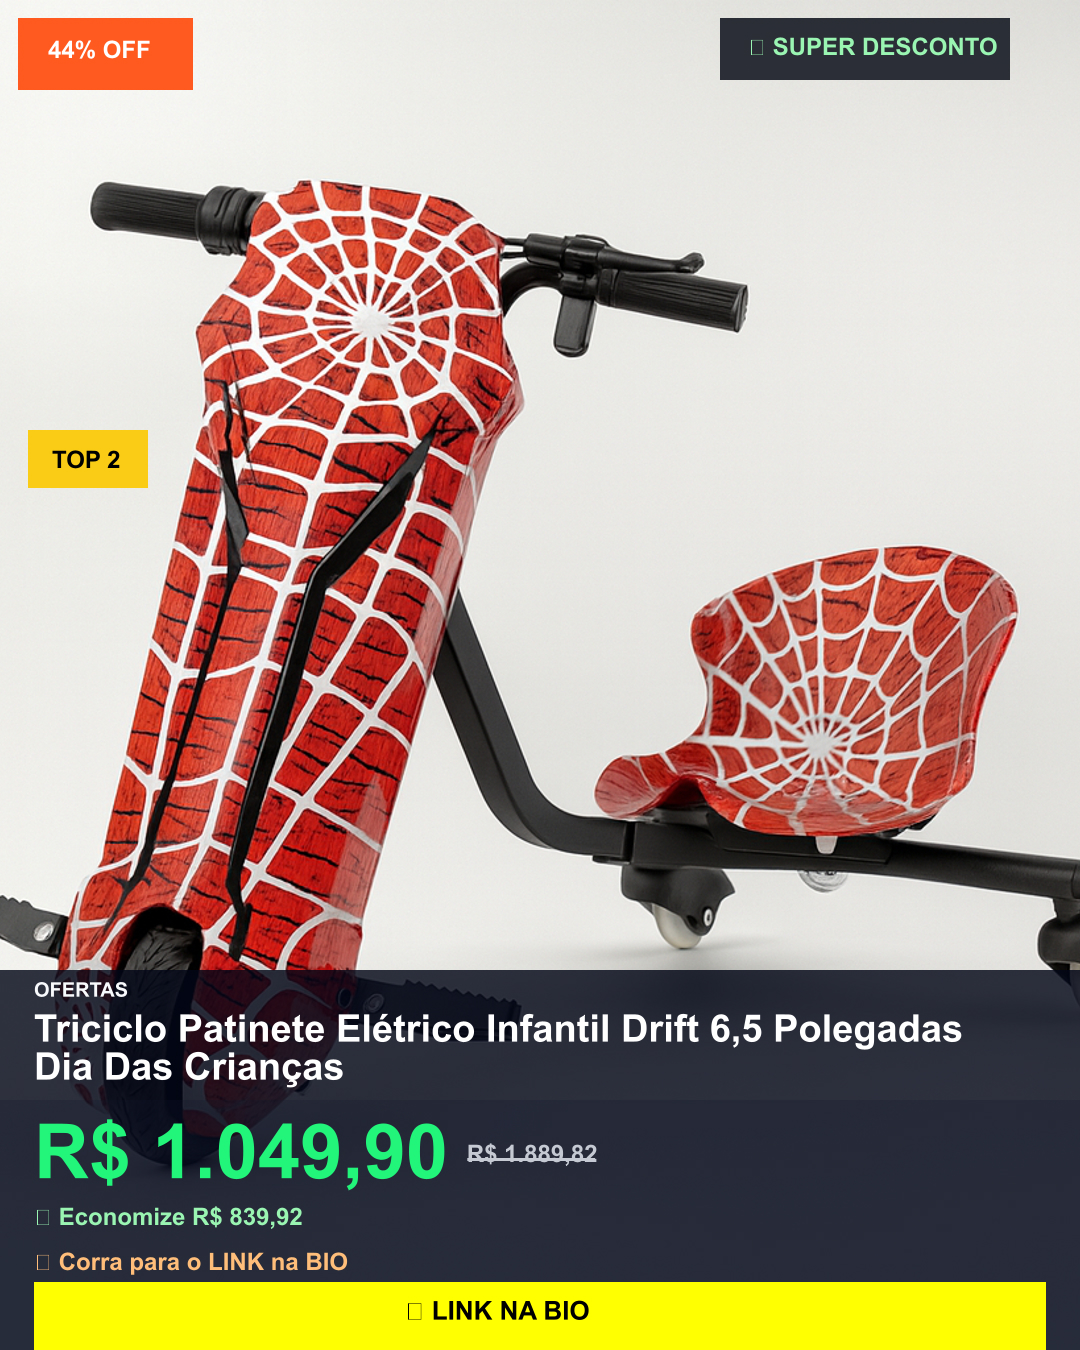 44% OFF
SUPER DESCONTO
TOP 2
OFERTAS
Triciclo Patinete Elétrico Infantil Drift 6,5 Polegadas
Dia Das Crianças
R$ 1.049,90 R$ 1.889,82
Economize R$ 839,92
Corra para o LINK na BIO
LINK NA BIO